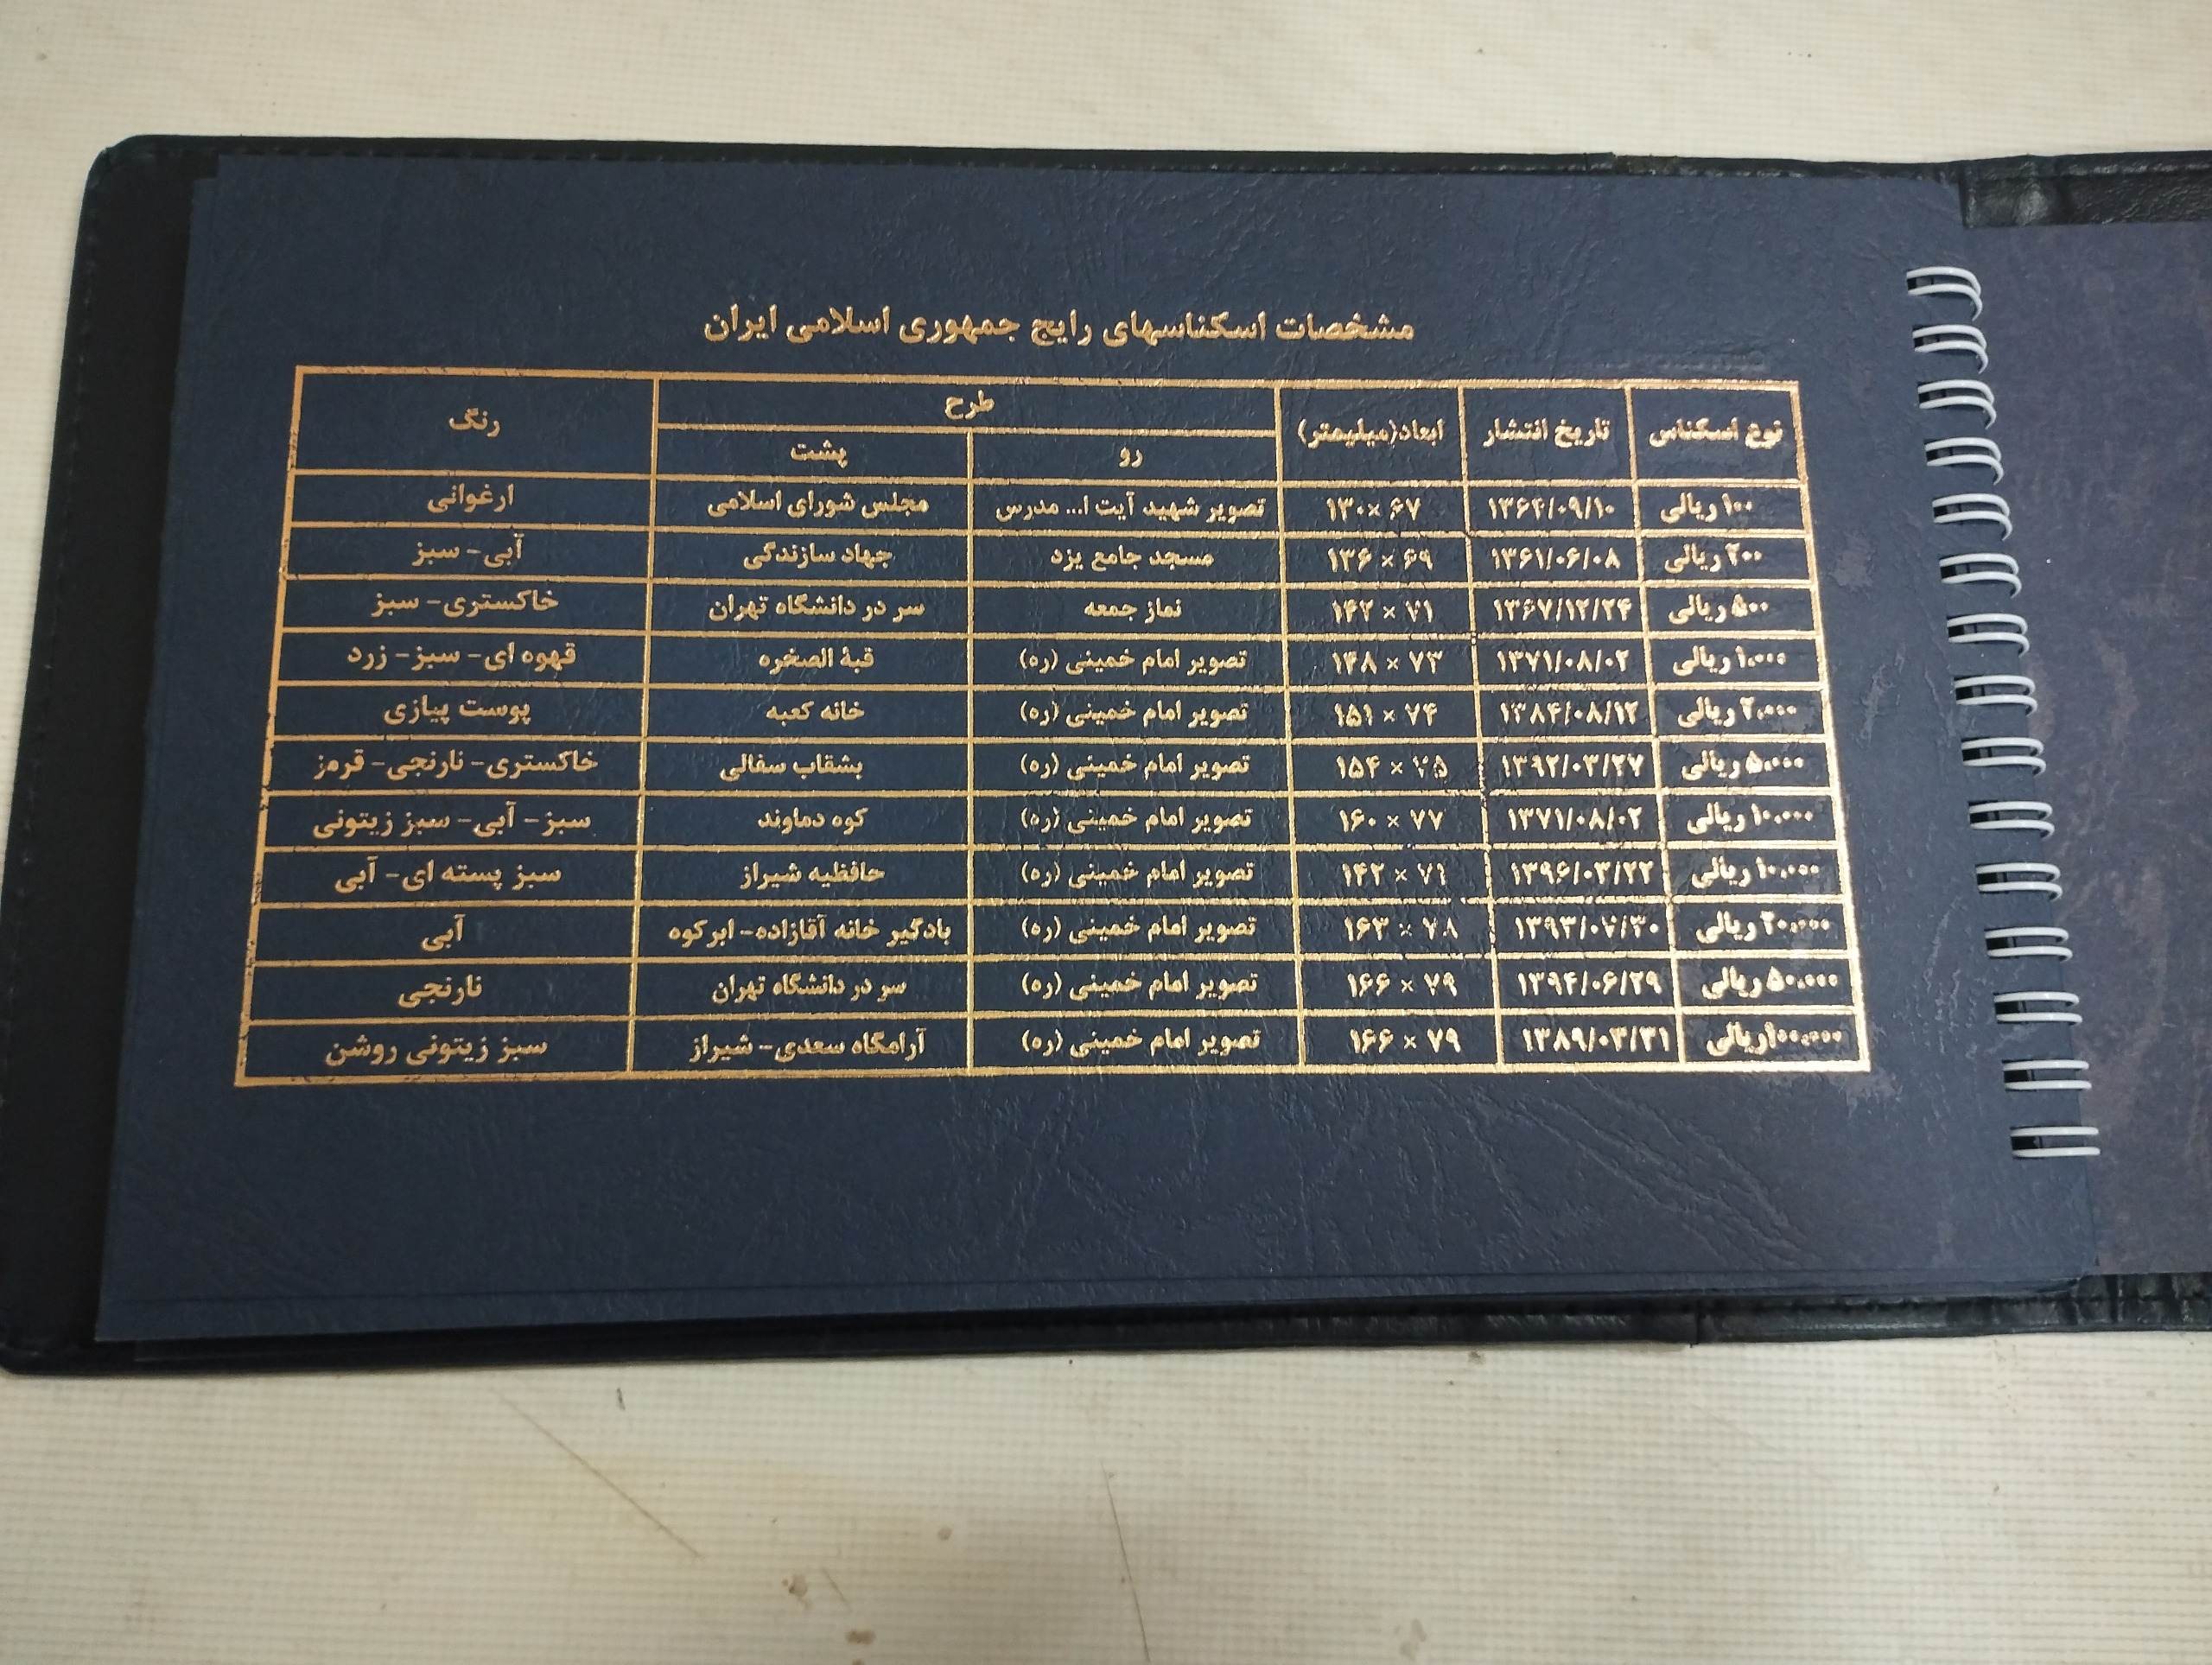 مشخصات اسکناسهای رایج جمهوری اسلامی ایران
نوع اسکناس تاریخ انتشار ابعاد(میلیمتر) طرح رنگ
رو پشت
۱۰۰ ریالی ۱۳۶۴/۰۹/۱۰ ۱۳۰× ۶۷ تصویر شهید آیت ا... مدرس مجلس شورای اسلامی ارغوانی
۲۰۰ ریالی ۱۳۶۱/۰۶/۰۸ ۱۳۶ × ۶۹ مسجد جامع یزد جهاد سازندگی آبی- سبز
۵۰۰ ریالی ۱۳۶۷/۱۲/۲۴ ۱۴۲ × ۷۱ نماز جمعه سر در دانشگاه تهران خاکستری- سبز
۱.۰۰۰ ریالی ۱۳۷۱/۰۸/۰۲ ۱۴۸ × ۷۳ تصویر امام خمینی (ره) قبة الصخره قهوه ای- سبز- زرد
۲.۰۰۰ ریالی ۱۳۸۴/۰۸/۱۲ ۱۵۱ × ۷۴ تصویر امام خمینی (ره) خانه کعبه پوست پیازی
۵.۰۰۰ ریالی ۱۳۹۲/۰۳/۲۷ ۱۵۴ × ۷۵ تصویر امام خمینی (ره) بشقاب سفالی خاکستری- نارنجی- قرمز
۱۰.۰۰۰ ریالی ۱۳۷۱/۰۸/۰۲ ۱۶۰ × ۷۷ تصویر امام خمینی (ره) کوه دماوند سبز- آبی- سبز زیتونی
۱۰.۰۰۰ ریالی ۱۳۹۶/۰۳/۲۲ ۱۴۲ × ۷۱ تصویر امام خمینی (ره) حافظیه شیراز سبز پسته ای- آبی
۲۰.۰۰۰ ریالی ۱۳۹۳/۰۷/۳۰ ۱۶۳ × ۷۸ تصویر امام خمینی (ره) بادگیر خانه آقازاده- ابرکوه آبی
۵۰.۰۰۰ ریالی ۱۳۹۴/۰۶/۲۹ ۱۶۶ × ۷۹ تصویر امام خمینی (ره) سر در دانشگاه تهران نارنجی
۱۰۰.۰۰۰ریالی ۱۳۸۹/۰۳/۳۱ ۱۶۶ × ۷۹ تصویر امام خمینی (ره) آرامگاه سعدی- شیراز سبز زیتونی روشن